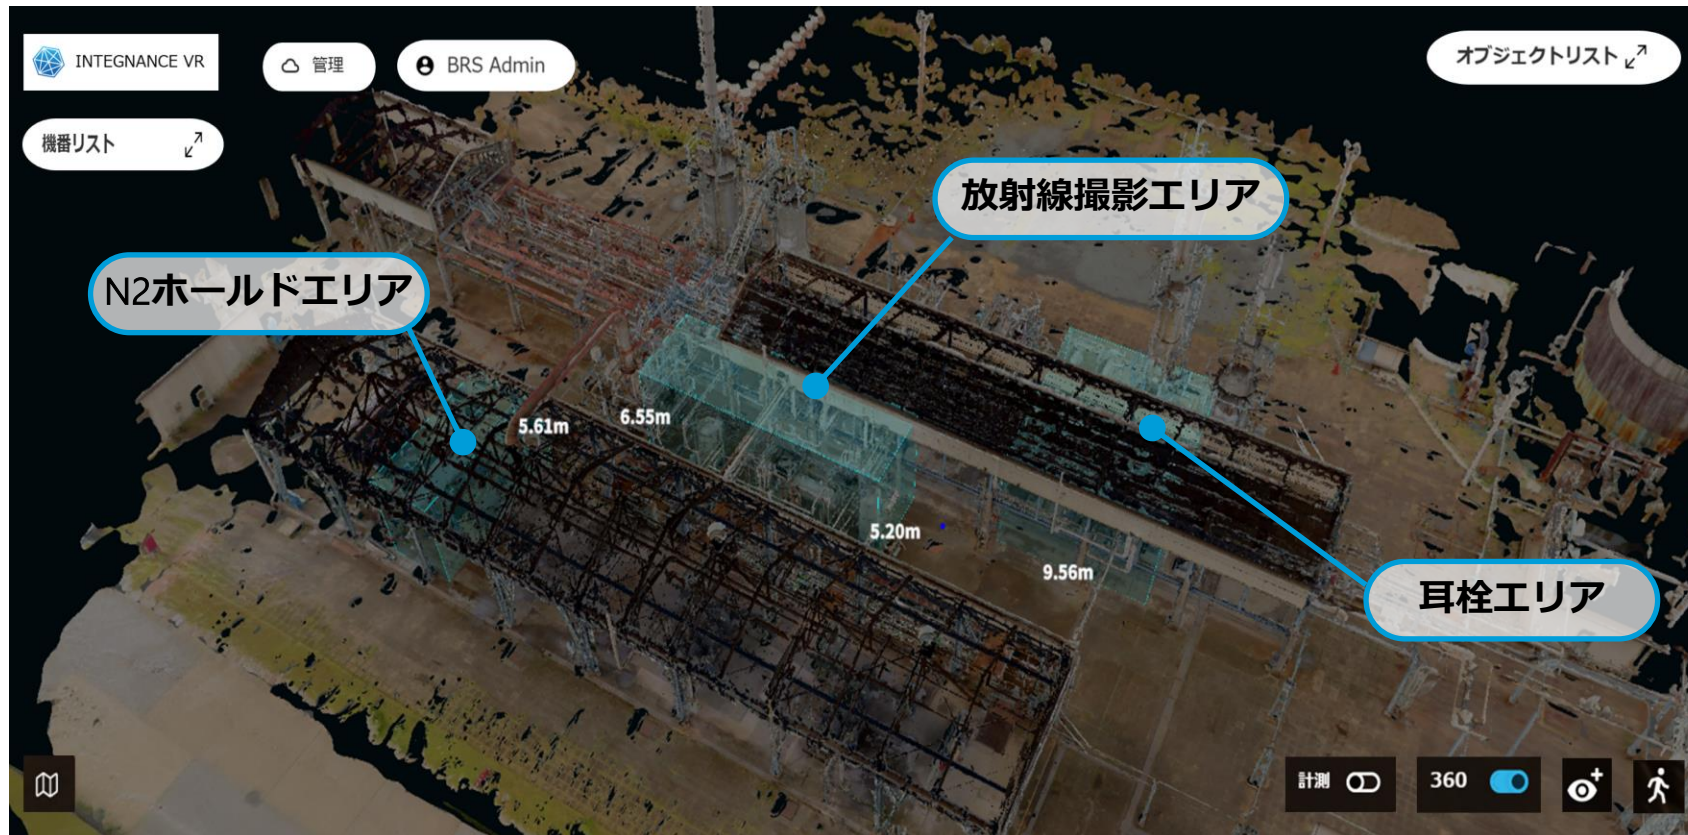 INTEGNANCE VR
管理
BRS Admin
オブジェクトリスト
機番リスト
放射線撮影エリア
N2ホールドエリア
5.61m
6.55m
5.20m
9.56m
耳栓エリア
計測
360